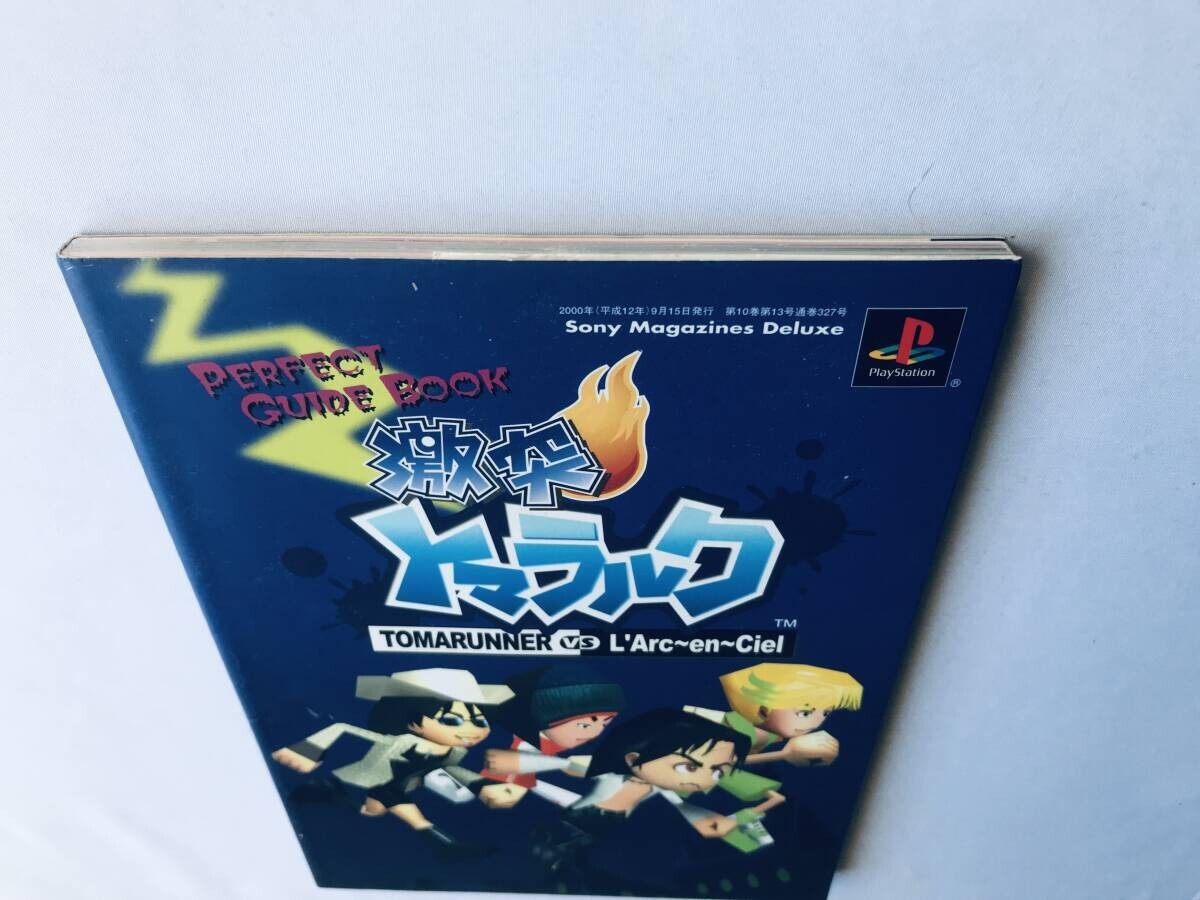 2000年(平成12年)9月15日発行 第10巻第13号通巻327号
Sony Magazines Deluxe
PlayStation
®
PERFECT
GUIDE BOOK
激突
トマラルク
TM
TOMARUNNER VS L'Arc~en~Ciel